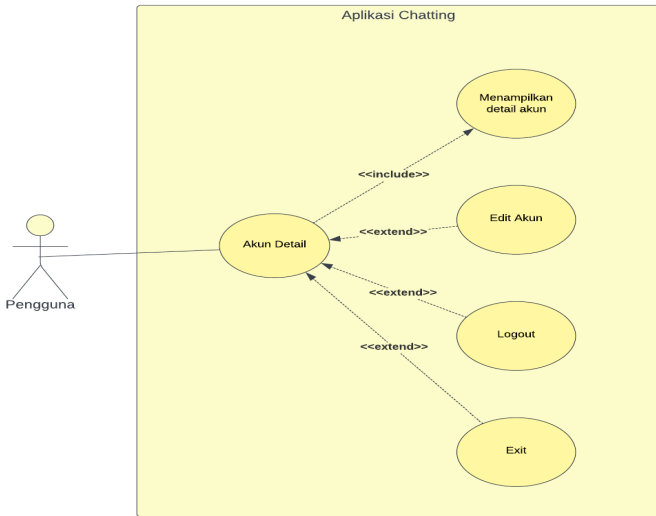 Aplikasi Chatting
Menampilkan
detail akun
<<include>>
Edit Akun
<<extend>>
Akun Detail
<<extend>>
Pengguna
Logout
<<extend>>
Exit